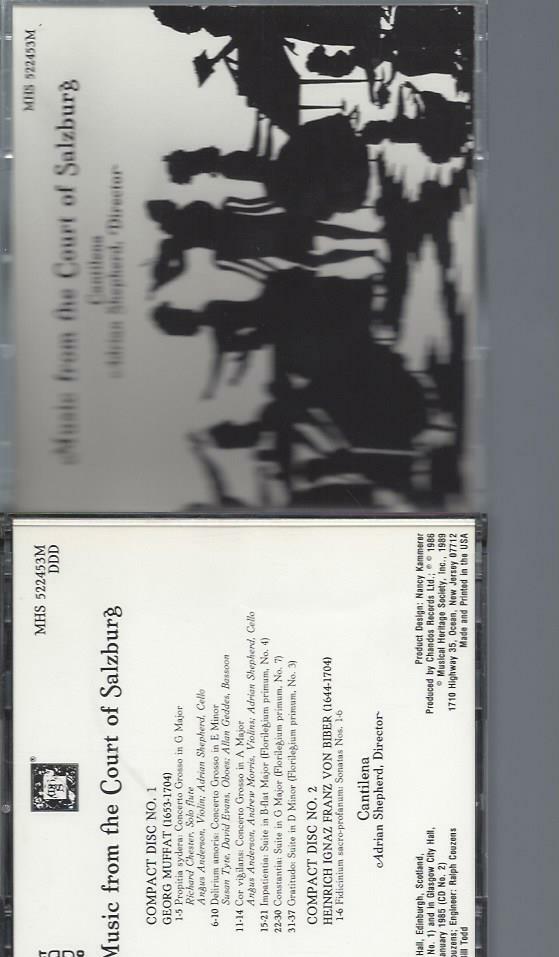 MHS 522453M
Music from the Court of Salzburg
Cantilena
Adrian Shepherd, Director
MHS 522453M
DDD
Music from the Court of Salzburg
COMPACT DISC NO. 1
GEORG MUFFAT (1653-1704)
1-5 Propitia sydera: Concerto Grosso in G Major
Richard Chester, Solo flute
Angus Anderson, Violin; Adrian Shepherd, Cello
6-10 Delirium amoris: Concerto Grosso in E Minor
Susan Tyte, David Evans, Oboes; Allan Geddes, Bassoon
11-14 Cor vigilans: Concerto Grosso in A Major
Angus Anderson, Andrew Morris, Violins; Adrian Shepherd, Cello
15-21 Impatientia: Suite in B-flat Major (Florilegium primum, No. 4)
22-30 Constantia: Suite in G Major (Florilegium primum, No. 7)
31-37 Gratitudo: Suite in D Minor (Florilegium primum, No. 3)
COMPACT DISC NO. 2
HEINRICH IGNAZ FRANZ VON BIBER (1644-1704)
1-6 Fidicinium sacro-profanum: Sonatas Nos. 1-6
Cantilena
Adrian Shepherd, Director
Hall, Edinburgh, Scotland,
No. 1) and in Glasgow City Hall,
anuary 1985 (CD No. 2)
ouzens; Engineer: Ralph Couzens
ill Todd
Product Design: Nancy Kammerer
Produced by Chandos Records Ltd.; ℗ © 1986
© Musical Heritage Society, Inc., 1989
1710 Highway 35, Ocean, New Jersey 07712
Made and Printed in the USA